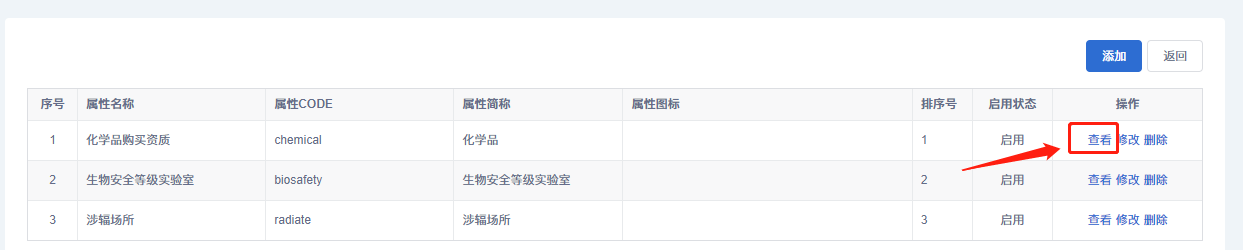 添加 返回
序号 属性名称 属性CODE 属性简称 属性图标 排序号 启用状态 操作
1 化学品购买资质 chemical 化学品 1 启用 查看 修改 删除
2 生物安全等级实验室 biosafety 生物安全等级实验室 2 启用 查看 修改 删除
3 涉辐场所 radiate 涉辐场所 3 启用 查看 修改 删除